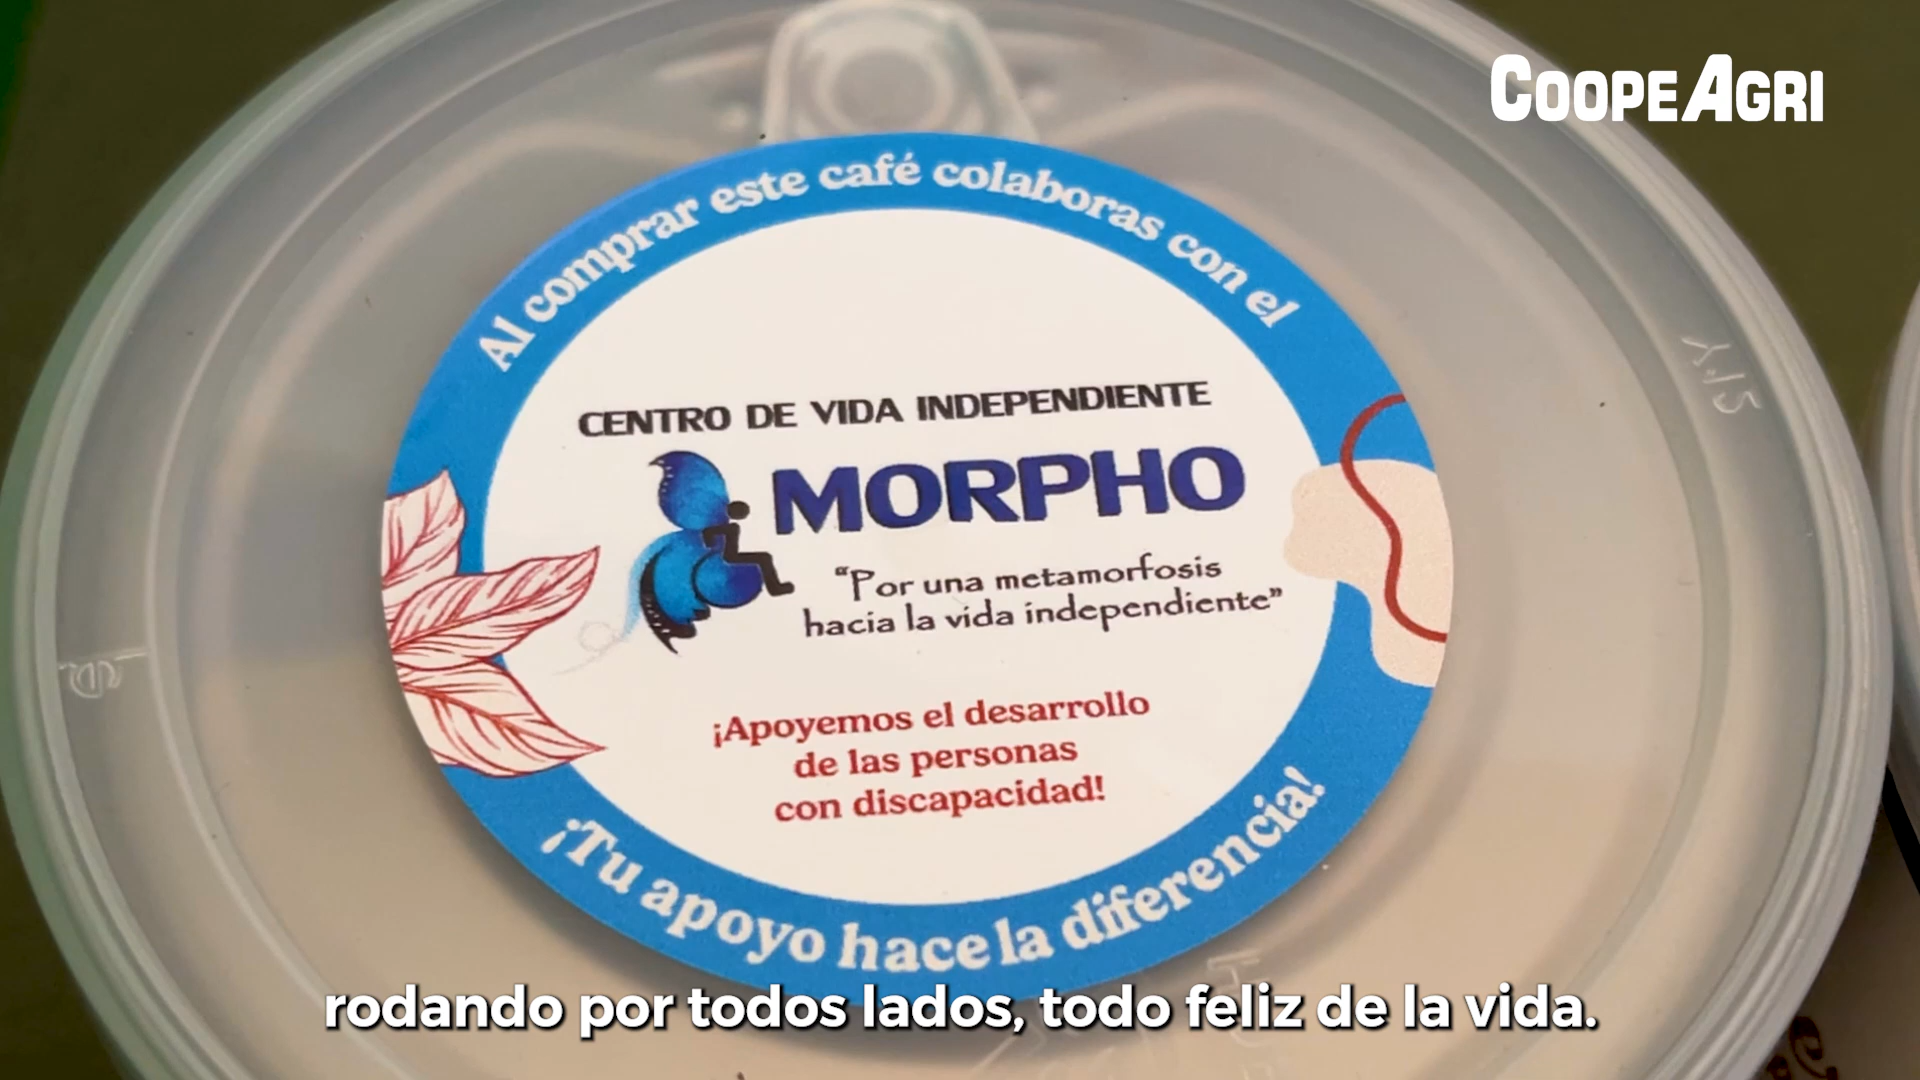 COOPEAGRI
Al comprar este café colaboras con el
CENTRO DE VIDA INDEPENDIENTE
MORPHO
“Por una metamorfosis
hacia la vida independiente”
¡Apoyemos el desarrollo
de las personas
con discapacidad!
¡Tu apoyo hace la diferencia!
rodando por todos lados, todo feliz de la vida.